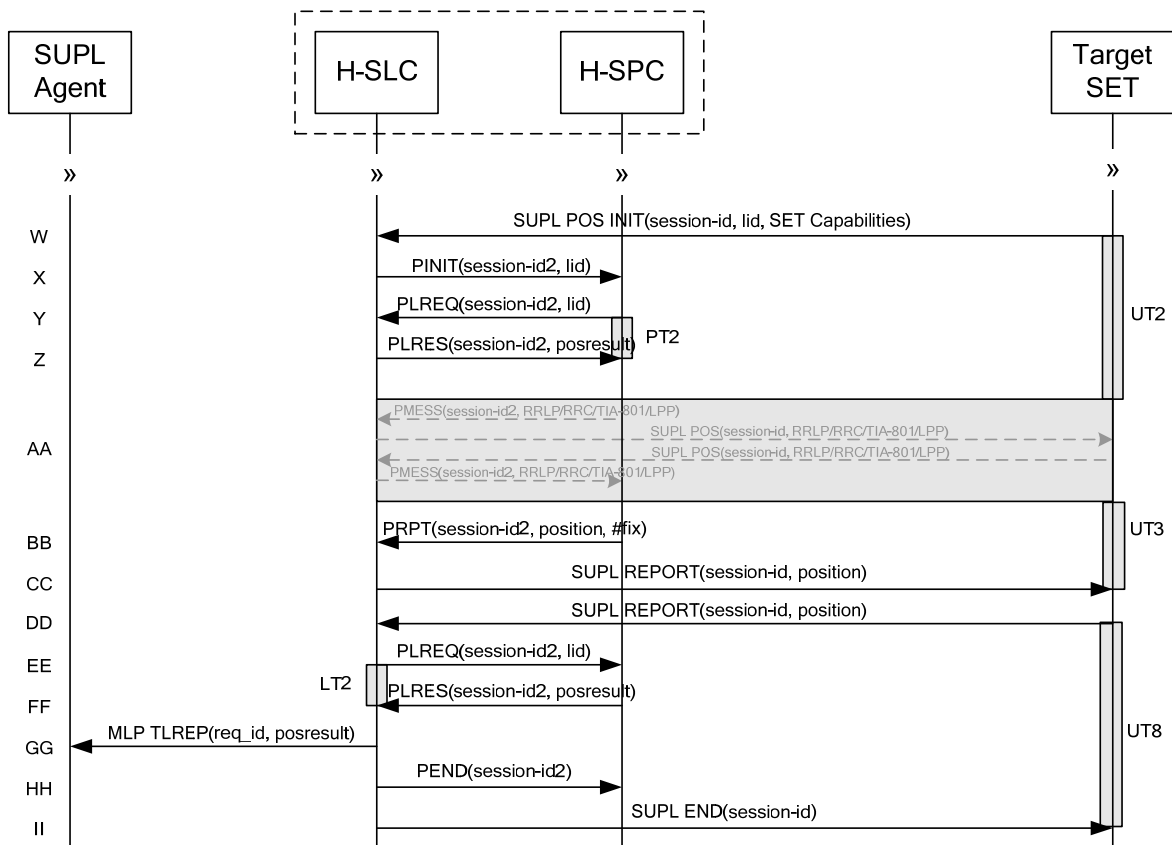 SUPL
Agent
H-SLC
H-SPC
Target
SET
»
»
»
»
W
SUPL POS INIT(session-id, lid, SET Capabilities)
X
PINIT(session-id2, lid)
Y
PLREQ(session-id2, lid)
UT2
PT2
Z
PLRES(session-id2, posresult)
PMESS(session-id2, RRLP/RRC/TIA-801/LPP)
SUPL POS(session-id, RRLP/RRC/TIA-801/LPP)
AA
SUPL POS(session-id, RRLP/RRC/TIA-801/LPP)
PMESS(session-id2, RRLP/RRC/TIA-801/LPP)
BB
PRPT(session-id2, position, #fix)
UT3
CC
SUPL REPORT(session-id, position)
DD
SUPL REPORT(session-id, position)
EE
PLREQ(session-id2, lid)
LT2
FF
PLRES(session-id2, posresult)
GG
MLP TLREP(req_id, posresult)
UT8
HH
PEND(session-id2)
II
SUPL END(session-id)